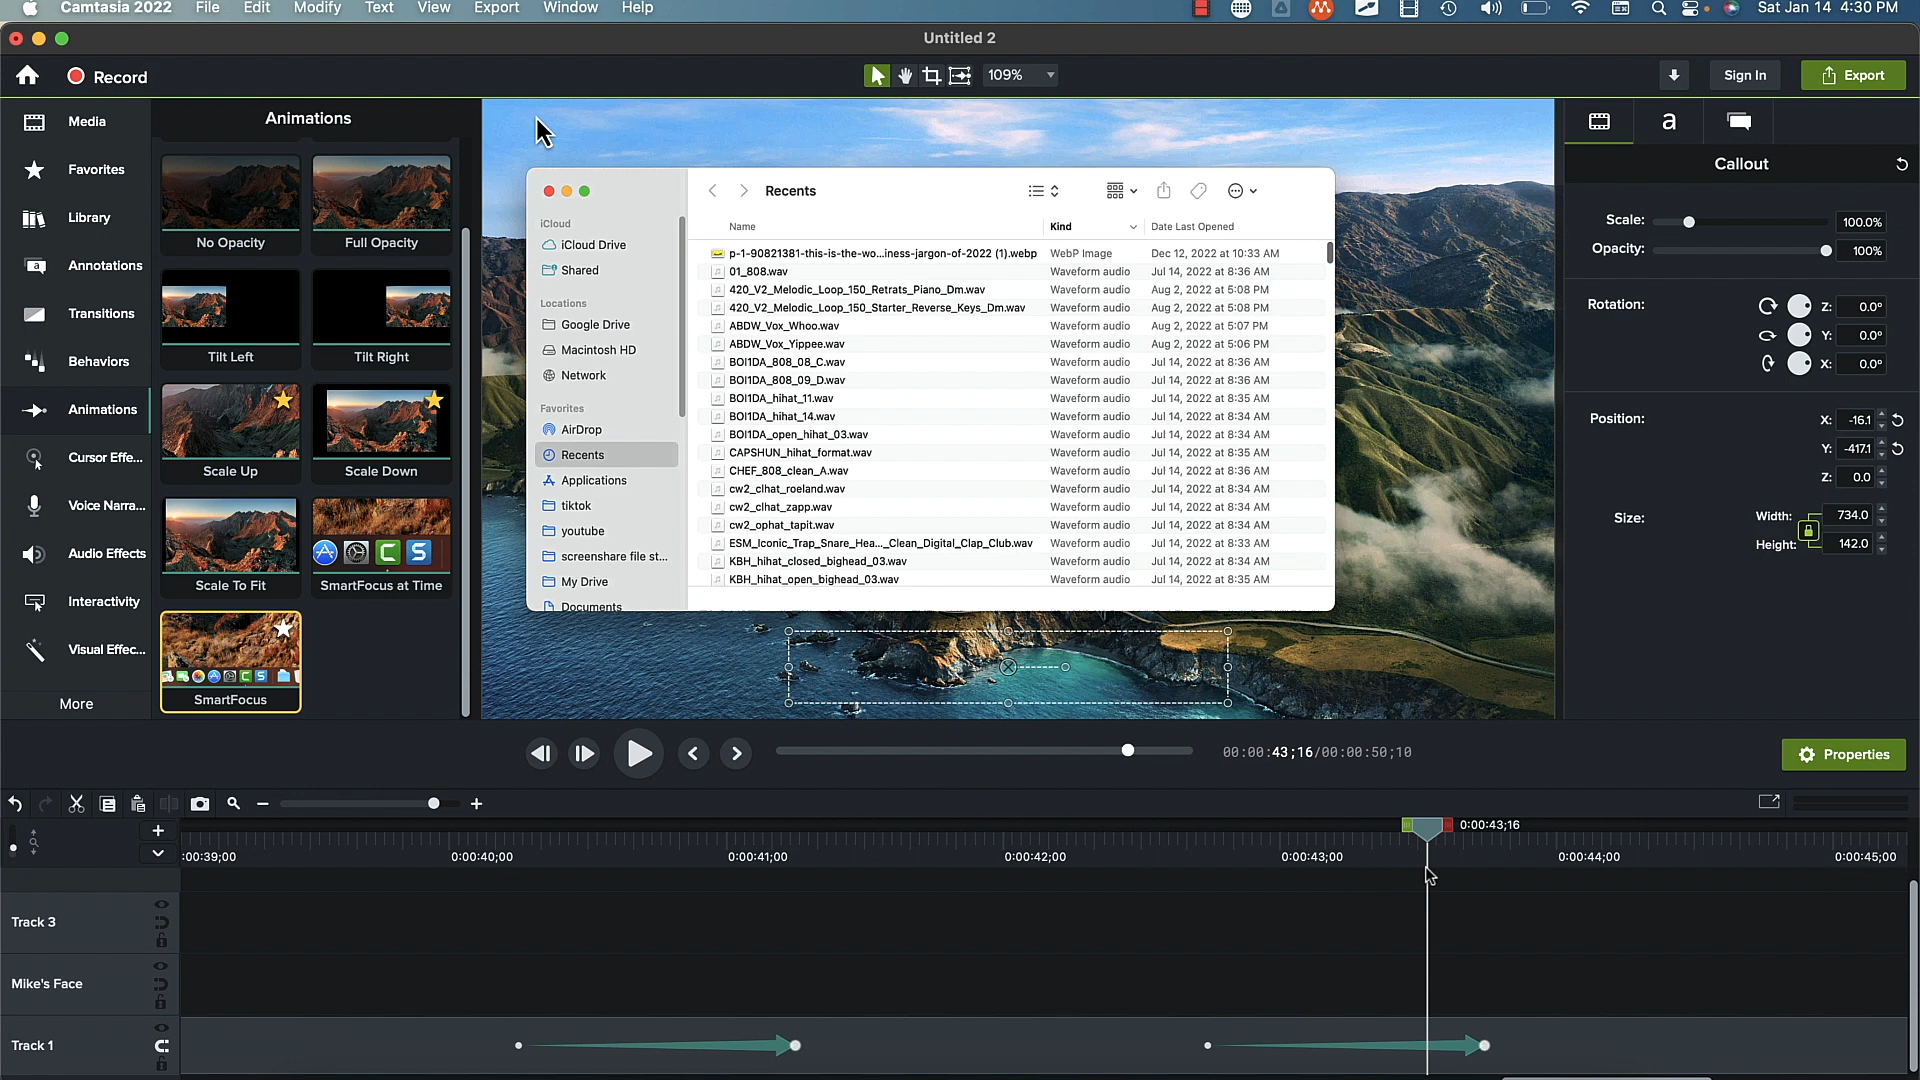 Camtasia 2022 File Edit Modify Text View Export Window Help Sat Jan 14 4:30 PM
Untitled 2
Record 109% Sign In Export
Media
Favorites
Library
Annotations
Transitions
Behaviors
Animations
Cursor Effe...
Voice Narra...
Audio Effects
Interactivity
Visual Effec...
More
Animations
No Opacity Full Opacity
Tilt Left Tilt Right
Scale Up Scale Down
Scale To Fit SmartFocus at Time
SmartFocus
iCloud
iCloud Drive
Shared
Locations
Google Drive
Macintosh HD
Network
Favorites
AirDrop
Recents
Applications
tiktok
youtube
screenshare file st...
My Drive
Documents
Recents
Name Kind Date Last Opened
p-1-90821381-this-is-the-wo...iness-jargon-of-2022 (1).webp WebP Image Dec 12, 2022 at 10:33 AM
01_808.wav Waveform audio Jul 14, 2022 at 8:36 AM
420_V2_Melodic_Loop_150_Retrats_Piano_Dm.wav Waveform audio Aug 2, 2022 at 5:08 PM
420_V2_Melodic_Loop_150_Starter_Reverse_Keys_Dm.wav Waveform audio Aug 2, 2022 at 5:08 PM
ABDW_Vox_Whoo.wav Waveform audio Aug 2, 2022 at 5:07 PM
ABDW_Vox_Yippee.wav Waveform audio Aug 2, 2022 at 5:06 PM
BOI1DA_808_08_C.wav Waveform audio Jul 14, 2022 at 8:36 AM
BOI1DA_808_09_D.wav Waveform audio Jul 14, 2022 at 8:36 AM
BOI1DA_hihat_11.wav Waveform audio Jul 14, 2022 at 8:35 AM
BOI1DA_hihat_14.wav Waveform audio Jul 14, 2022 at 8:34 AM
BOI1DA_open_hihat_03.wav Waveform audio Jul 14, 2022 at 8:34 AM
CAPSHUN_hihat_format.wav Waveform audio Jul 14, 2022 at 8:35 AM
CHEF_808_clean_A.wav Waveform audio Jul 14, 2022 at 8:36 AM
cw2_clhat_roeland.wav Waveform audio Jul 14, 2022 at 8:34 AM
cw2_clhat_zapp.wav Waveform audio Jul 14, 2022 at 8:34 AM
cw2_ophat_tapit.wav Waveform audio Jul 14, 2022 at 8:34 AM
ESM_Iconic_Trap_Snare_Hea..._Clean_Digital_Clap_Club.wav Waveform audio Jul 14, 2022 at 8:33 AM
KBH_hihat_closed_bighead_03.wav Waveform audio Jul 14, 2022 at 8:34 AM
KBH_hihat_open_bighead_03.wav Waveform audio Jul 14, 2022 at 8:35 AM
a
Callout
Scale: 100.0%
Opacity: 100%
Rotation: Z: 0.0°
Y: 0.0°
X: 0.0°
Position: X: -16.1
Y: -417.1
Z: 0.0
Size: Width: 734.0
Height: 142.0
00:00:43;16/00:00:50;10
Properties
0:00:43;16
:00:39;00 0:00:40;00 0:00:41;00 0:00:42;00 0:00:43;00 0:00:44;00 0:00:45;00
Track 3
Mike's Face
Track 1